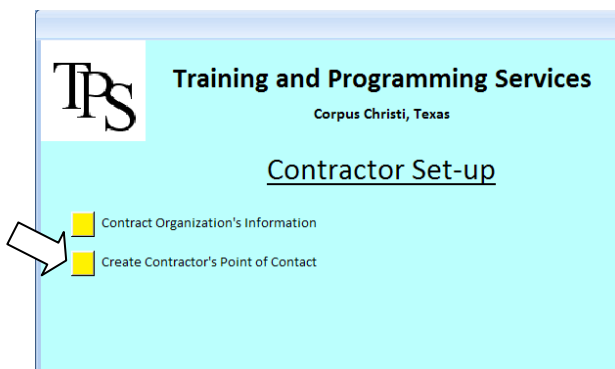 TPS
Training and Programming Services
Corpus Christi, Texas
Contractor Set-up
Contract Organization's Information
Create Contractor's Point of Contact